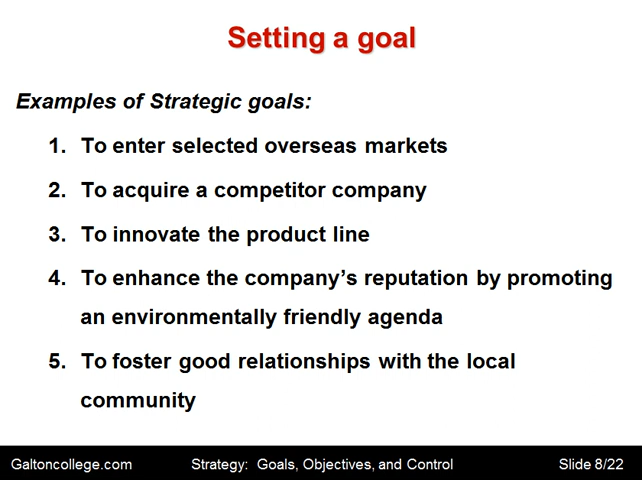 Setting a goal
Examples of Strategic goals:
1. To enter selected overseas markets
2. To acquire a competitor company
3. To innovate the product line
4. To enhance the company’s reputation by promoting
an environmentally friendly agenda
5. To foster good relationships with the local
community
Galtoncollege.com Strategy: Goals, Objectives, and Control Slide 8/22